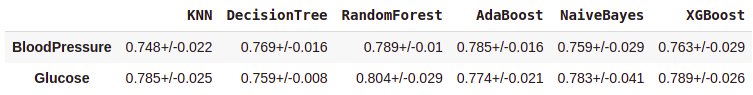 KNN DecisionTree RandomForest AdaBoost NaiveBayes XGBoost
BloodPressure 0.748+/-0.022 0.769+/-0.016 0.789+/-0.01 0.785+/-0.016 0.759+/-0.029 0.763+/-0.029
Glucose 0.785+/-0.025 0.759+/-0.008 0.804+/-0.029 0.774+/-0.021 0.783+/-0.041 0.789+/-0.026